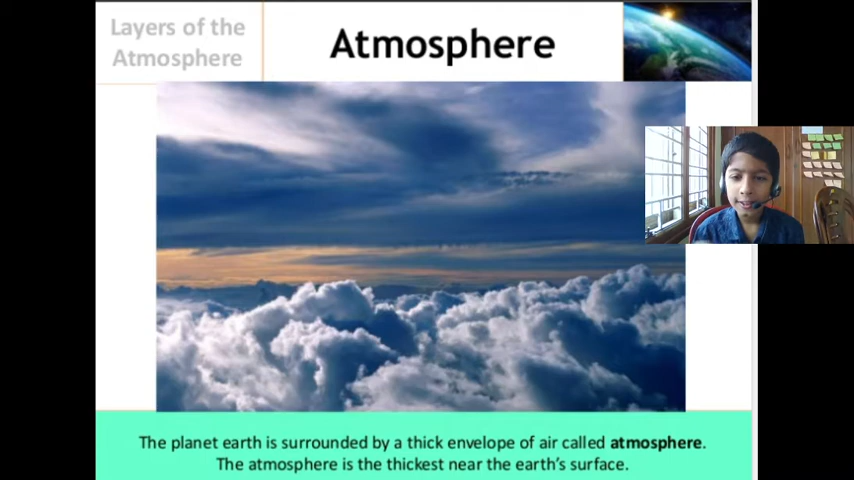 Layers of the
Atmosphere
Atmosphere
The planet earth is surrounded by a thick envelope of air called atmosphere.
The atmosphere is the thickest near the earth's surface.